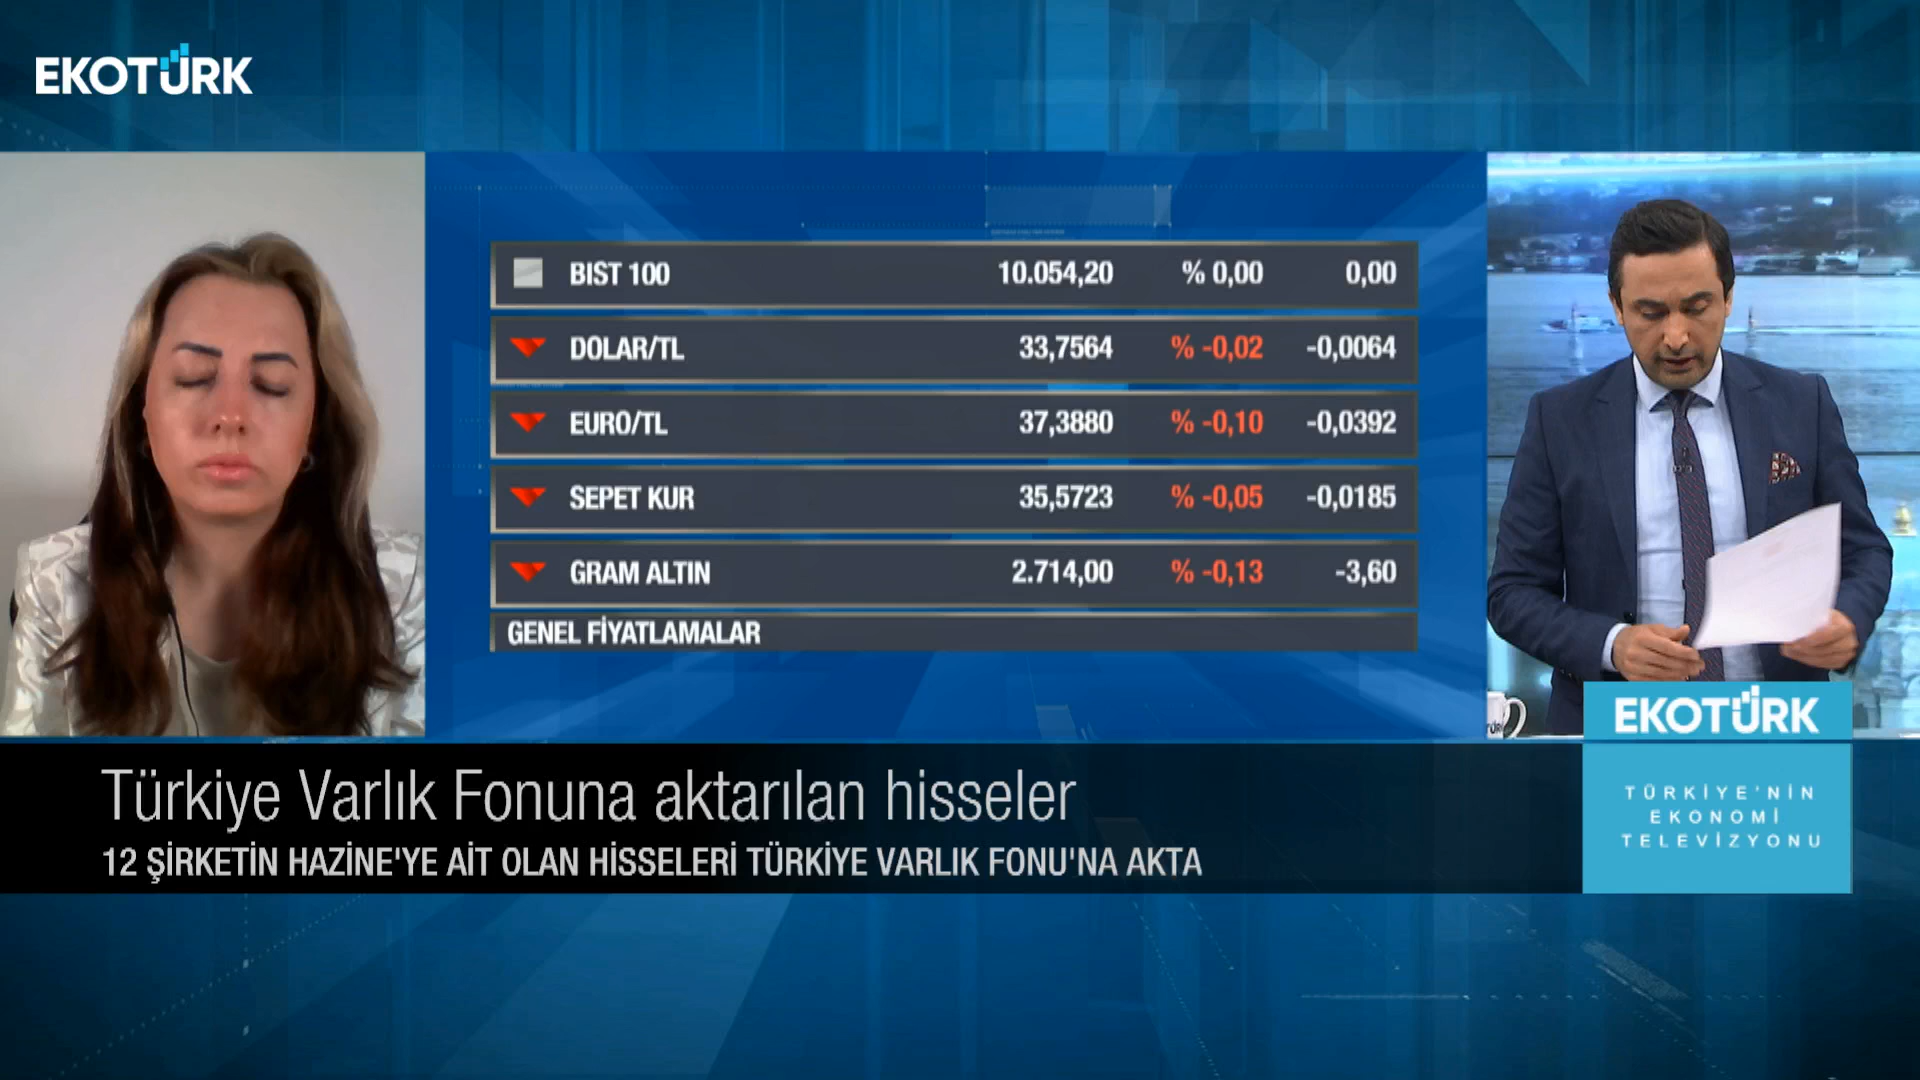 EKOTÜRK
BIST 100 10.054,20 % 0,00 0,00
DOLAR/TL 33,7564 % -0,02 -0,0064
EURO/TL 37,3880 % -0,10 -0,0392
SEPET KUR 35,5723 % -0,05 -0,0185
GRAM ALTIN 2.714,00 % -0,13 -3,60
GENEL FİYATLAMALAR
EKOTÜRK
Türkiye Varlık Fonuna aktarılan hisseler
12 ŞİRKETİN HAZİNE'YE AİT OLAN HİSSELERİ TÜRKİYE VARLIK FONU'NA AKTA
TÜRKİYE'NİN
EKONOMİ
TELEVİZYONU